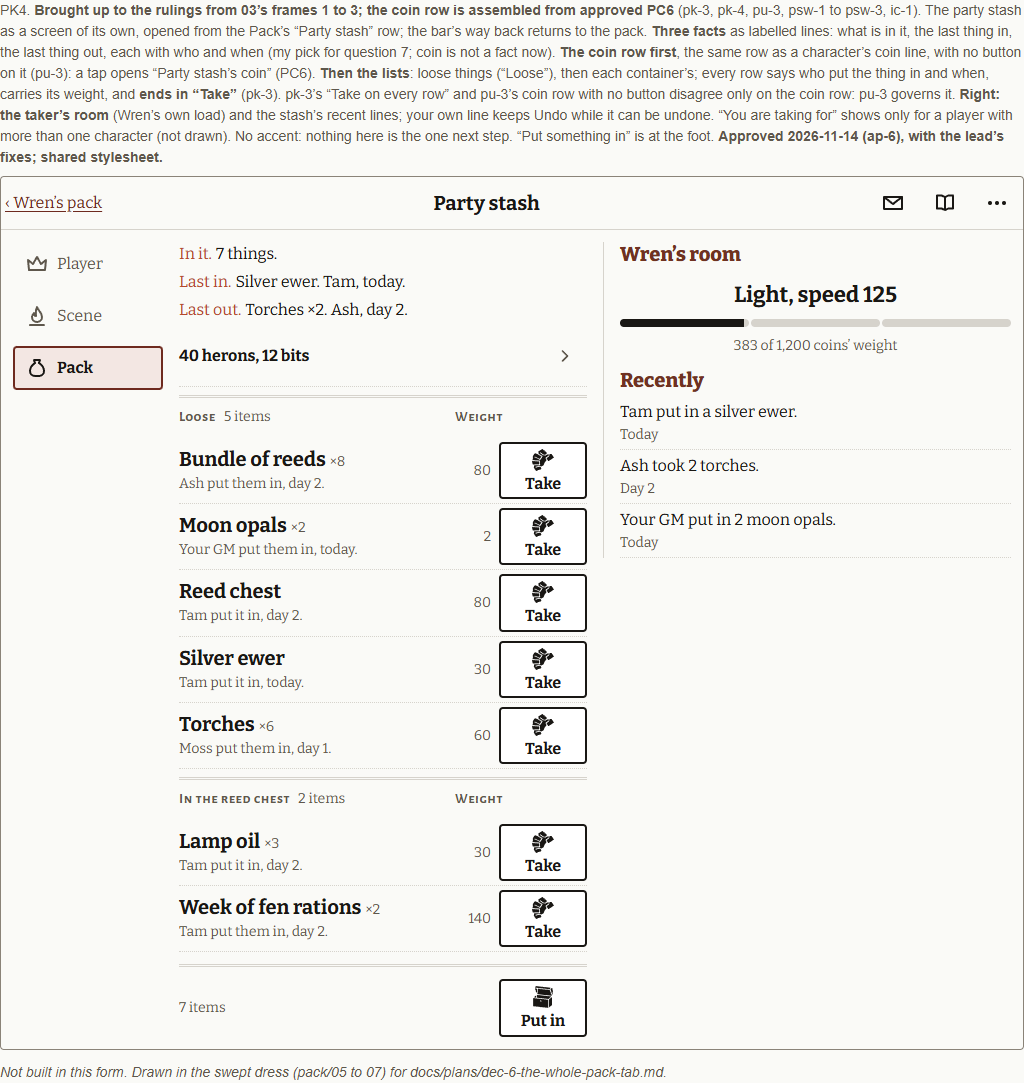 PK4. Brought up to the rulings from 03’s frames 1 to 3; the coin row is assembled from approved PC6 (pk-3, pk-4, pu-3, psw-1 to psw-3, ic-1). The party stash
as a screen of its own, opened from the Pack’s “Party stash” row; the bar’s way back returns to the pack. Three facts as labelled lines: what is in it, the last thing in,
the last thing out, each with who and when (my pick for question 7; coin is not a fact now). The coin row first, the same row as a character’s coin line, with no button
on it (pu-3): a tap opens “Party stash’s coin” (PC6). Then the lists: loose things (“Loose”), then each container’s; every row says who put the thing in and when,
carries its weight, and ends in “Take” (pk-3). pk-3’s “Take on every row” and pu-3’s coin row with no button disagree only on the coin row: pu-3 governs it. Right:
the taker’s room (Wren’s own load) and the stash’s recent lines; your own line keeps Undo while it can be undone. “You are taking for” shows only for a player with
more than one character (not drawn). No accent: nothing here is the one next step. “Put something in” is at the foot. Approved 2026-11-14 (ap-6), with the lead’s
fixes; shared stylesheet.
‹ Wren’s pack
Party stash
Player
Scene
Pack
In it. 7 things.
Last in. Silver ewer. Tam, today.
Last out. Torches ×2. Ash, day 2.
40 herons, 12 bits
Loose 5 items Weight
Bundle of reeds ×8
Ash put them in, day 2.
80
Take
Moon opals ×2
Your GM put them in, today.
2
Take
Reed chest
Tam put it in, day 2.
80
Take
Silver ewer
Tam put it in, today.
30
Take
Torches ×6
Moss put them in, day 1.
60
Take
In the reed chest 2 items Weight
Lamp oil ×3
Tam put it in, day 2.
30
Take
Week of fen rations ×2
Tam put them in, day 2.
140
Take
7 items
Put in
Wren’s room
Light, speed 125
383 of 1,200 coins’ weight
Recently
Tam put in a silver ewer.
Today
Ash took 2 torches.
Day 2
Your GM put in 2 moon opals.
Today
Not built in this form. Drawn in the swept dress (pack/05 to 07) for docs/plans/dec-6-the-whole-pack-tab.md.